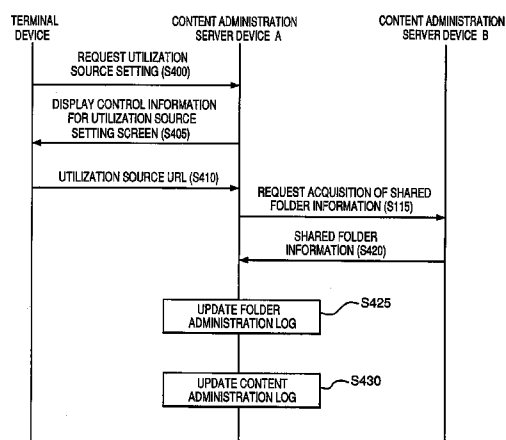 TERMINAL
DEVICE
CONTENT ADMINISTRATION
SERVER DEVICE A
CONTENT ADMINISTRATION
SERVER DEVICE B
REQUEST UTILIZATION
SOURCE SETTING (S400)
DISPLAY CONTROL INFORMATION
FOR UTILIZATION SOURCE
SETTING SCREEN (S405)
UTILIZATION SOURCE URL (S410)
REQUEST ACQUISITION OF SHARED
FOLDER INFORMATION (S115)
SHARED FOLDER
INFORMATION (S420)
UPDATE FOLDER
ADMINISTRATION LOG
S425
UPDATE CONTENT
ADMINISTRATION LOG
S430